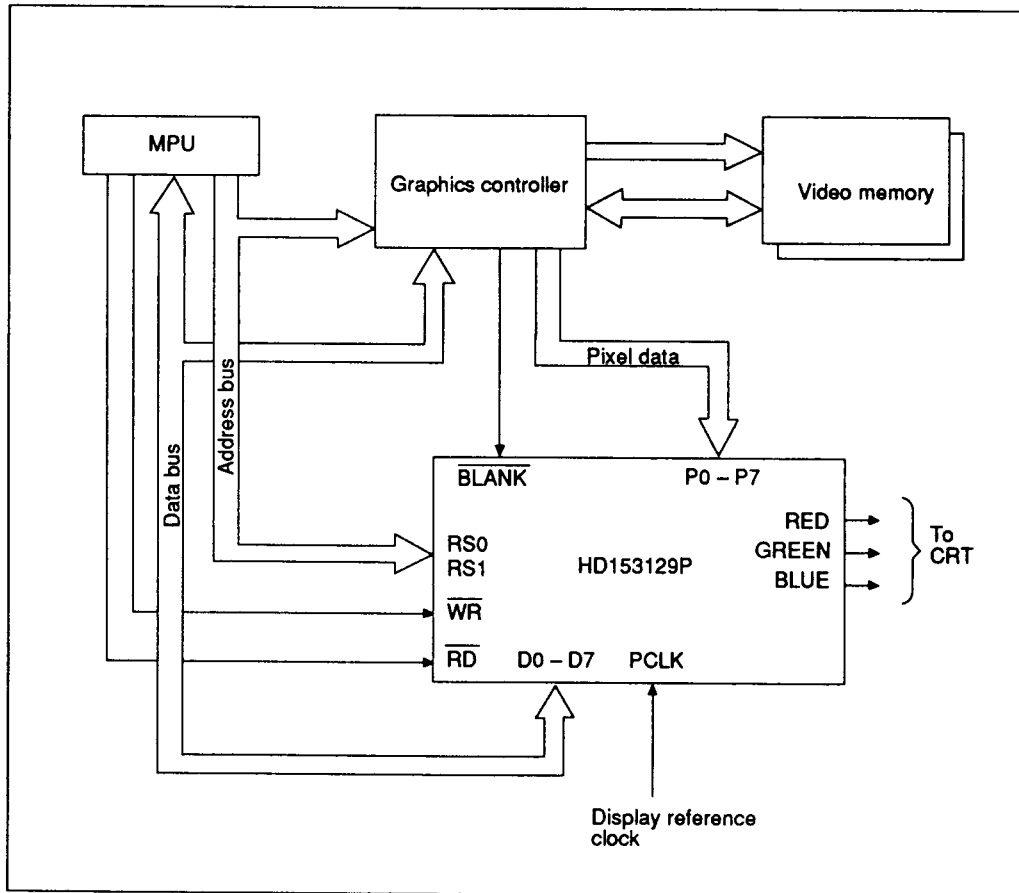 MPU
Graphics controller
Video memory
Pixel data
Address bus
Data bus
BLANK
P0 – P7
RED
GREEN
BLUE
To
CRT
RS0
RS1
HD153129P
WR
RD
D0 – D7
PCLK
Display reference
clock